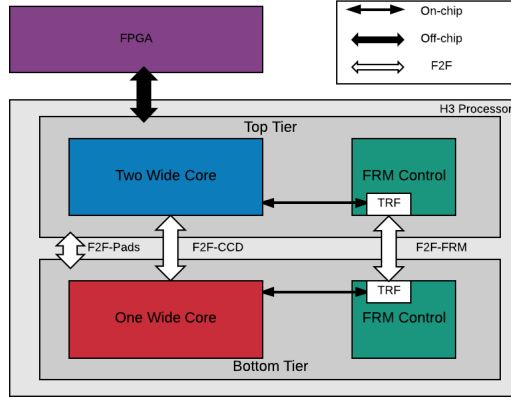 FPGA
On-chip
Off-chip
F2F
H3 Processor
Top Tier
Two Wide Core
FRM Control
TRF
F2F-Pads
F2F-CCD
F2F-FRM
TRF
One Wide Core
FRM Control
Bottom Tier